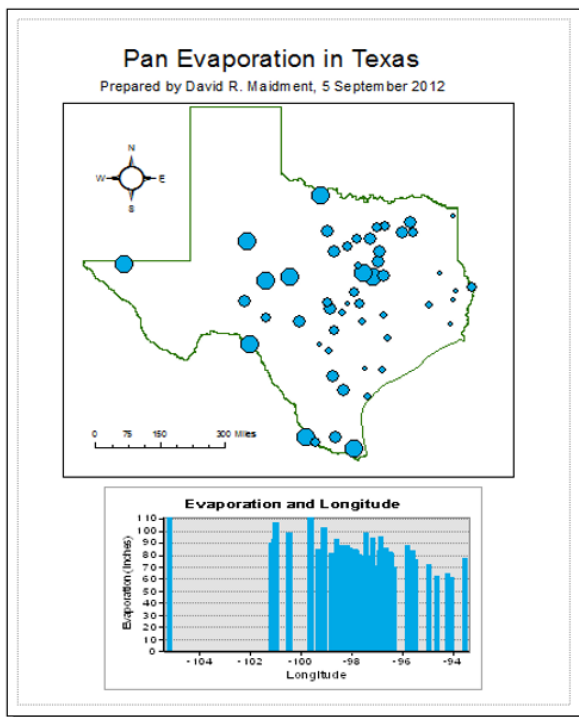 Pan Evaporation in Texas
Prepared by David R. Maidment, 5 September 2012
N
W E
S
0 75 150 300 Miles
Evaporation and Longitude
Evaporation (Inches)
110
100
90
80
70
60
50
40
30
20
10
0
-104 -102 -100 -98 -96 -94
Longitude